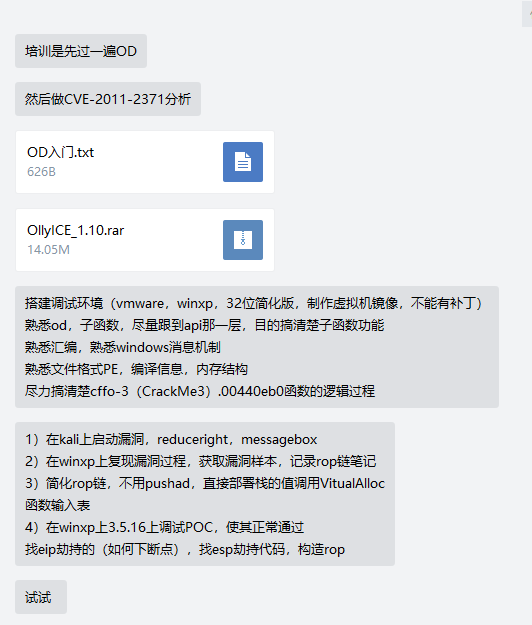 培训是先过一遍OD
然后做CVE-2011-2371分析
OD入门.txt
626B
OllyICE_1.10.rar
14.05M
搭建调试环境（vmware，winxp，32位简化版，制作虚拟机镜像，不能有补丁）
熟悉od，子函数，尽量跟到api那一层，目的搞清楚子函数功能
熟悉汇编，熟悉windows消息机制
熟悉文件格式PE，编译信息，内存结构
尽力搞清楚cffo-3（CrackMe3）.00440eb0函数的逻辑过程
1）在kali上启动漏洞，reduceright，messagebox
2）在winxp上复现漏洞过程，获取漏洞样本，记录rop链笔记
3）简化rop链，不用pushad，直接部署栈的值调用VitualAlloc
函数输入表
4）在winxp上3.5.16上调试POC，使其正常通过
找eip劫持的（如何下断点），找esp劫持代码，构造rop
试试